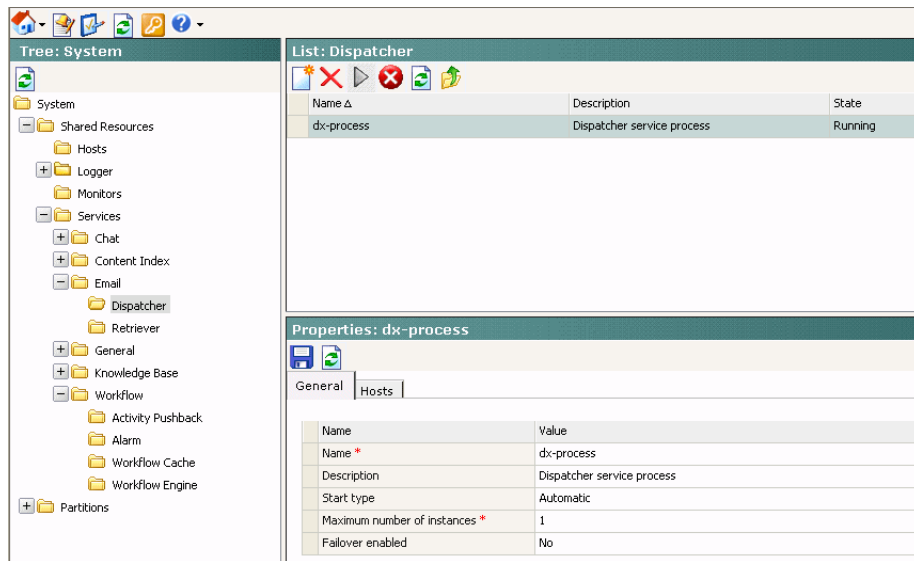 Tree: System
System
Shared Resources
Hosts
Logger
Monitors
Services
Chat
Content Index
Email
Dispatcher
Retriever
General
Knowledge Base
Workflow
Activity Pushback
Alarm
Workflow Cache
Workflow Engine
Partitions
List: Dispatcher
Name Description State
dx-process Dispatcher service process Running
Properties: dx-process
General Hosts
Name Value
Name * dx-process
Description Dispatcher service process
Start type Automatic
Maximum number of instances * 1
Failover enabled No